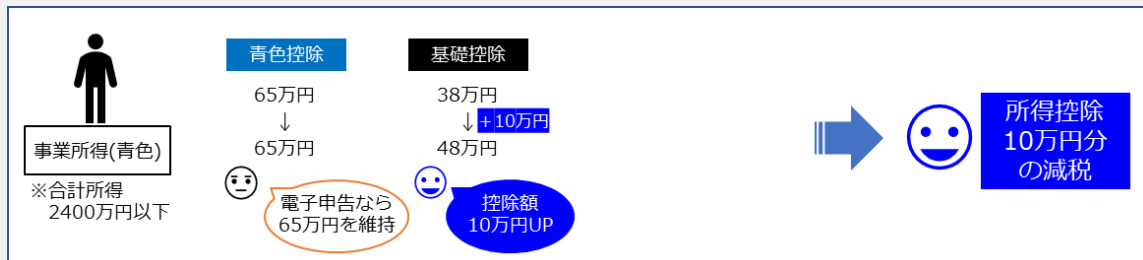 青色控除
基礎控除
65万円
38万円
↓
↓
+10万円
65万円
48万円
事業所得(青色)
※合計所得
2400万円以下
電子申告なら
65万円を維持
控除額
10万円UP
所得控除
10万円分
の減税